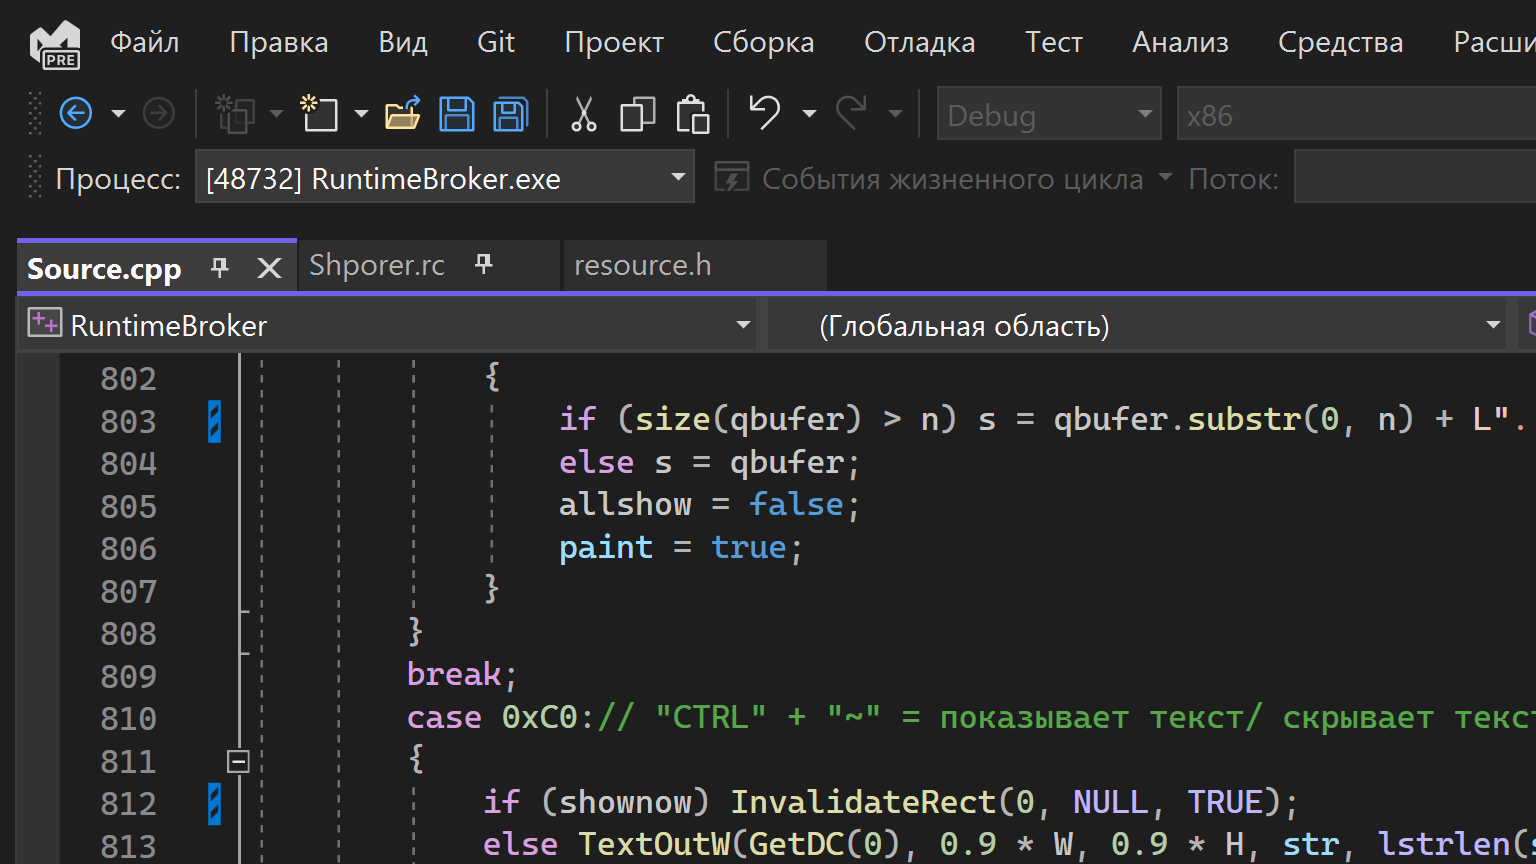 PRE Файл Правка Вид Git Проект Сборка Отладка Тест Анализ Средства
Debug x86
Процесс: [48732] RuntimeBroker.exe События жизненного цикла Поток:
Source.cpp Shporer.rc resource.h
RuntimeBroker (Глобальная область)
802 {
803 if (size(qbufer) > n) s = qbufer.substr(0, n) + L".
804 else s = qbufer;
805 allshow = false;
806 paint = true;
807 }
808 }
809 break;
810 case 0xC0:// "CTRL" + "~" = показывает текст/ скрывает текст
811 {
812 if (shownow) InvalidateRect(0, NULL, TRUE);
813 else TextOutW(GetDC(0), 0.9 * W, 0.9 * H, str, lstrlen(